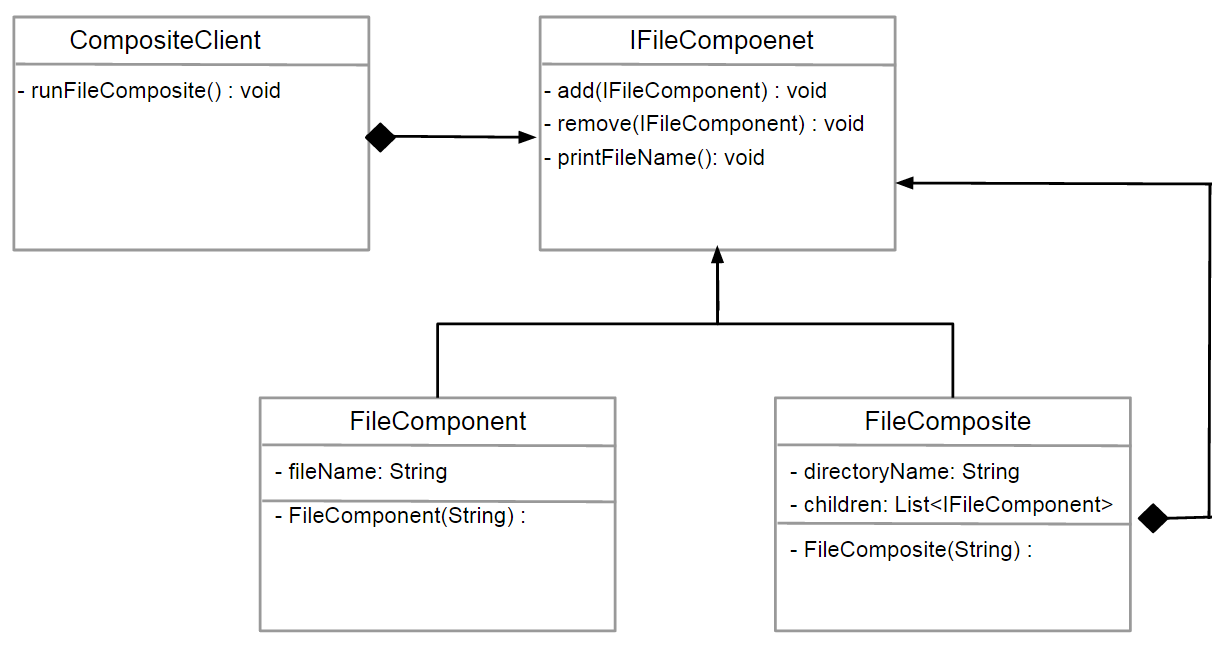 CompositeClient
- runFileComposite() : void
IFileCompoenet
- add(IFileComponent) : void
- remove(IFileComponent) : void
- printFileName(): void
FileComponent
- fileName: String
- FileComponent(String) :
FileComposite
- directoryName: String
- children: List<IFileComponent>
- FileComposite(String) :